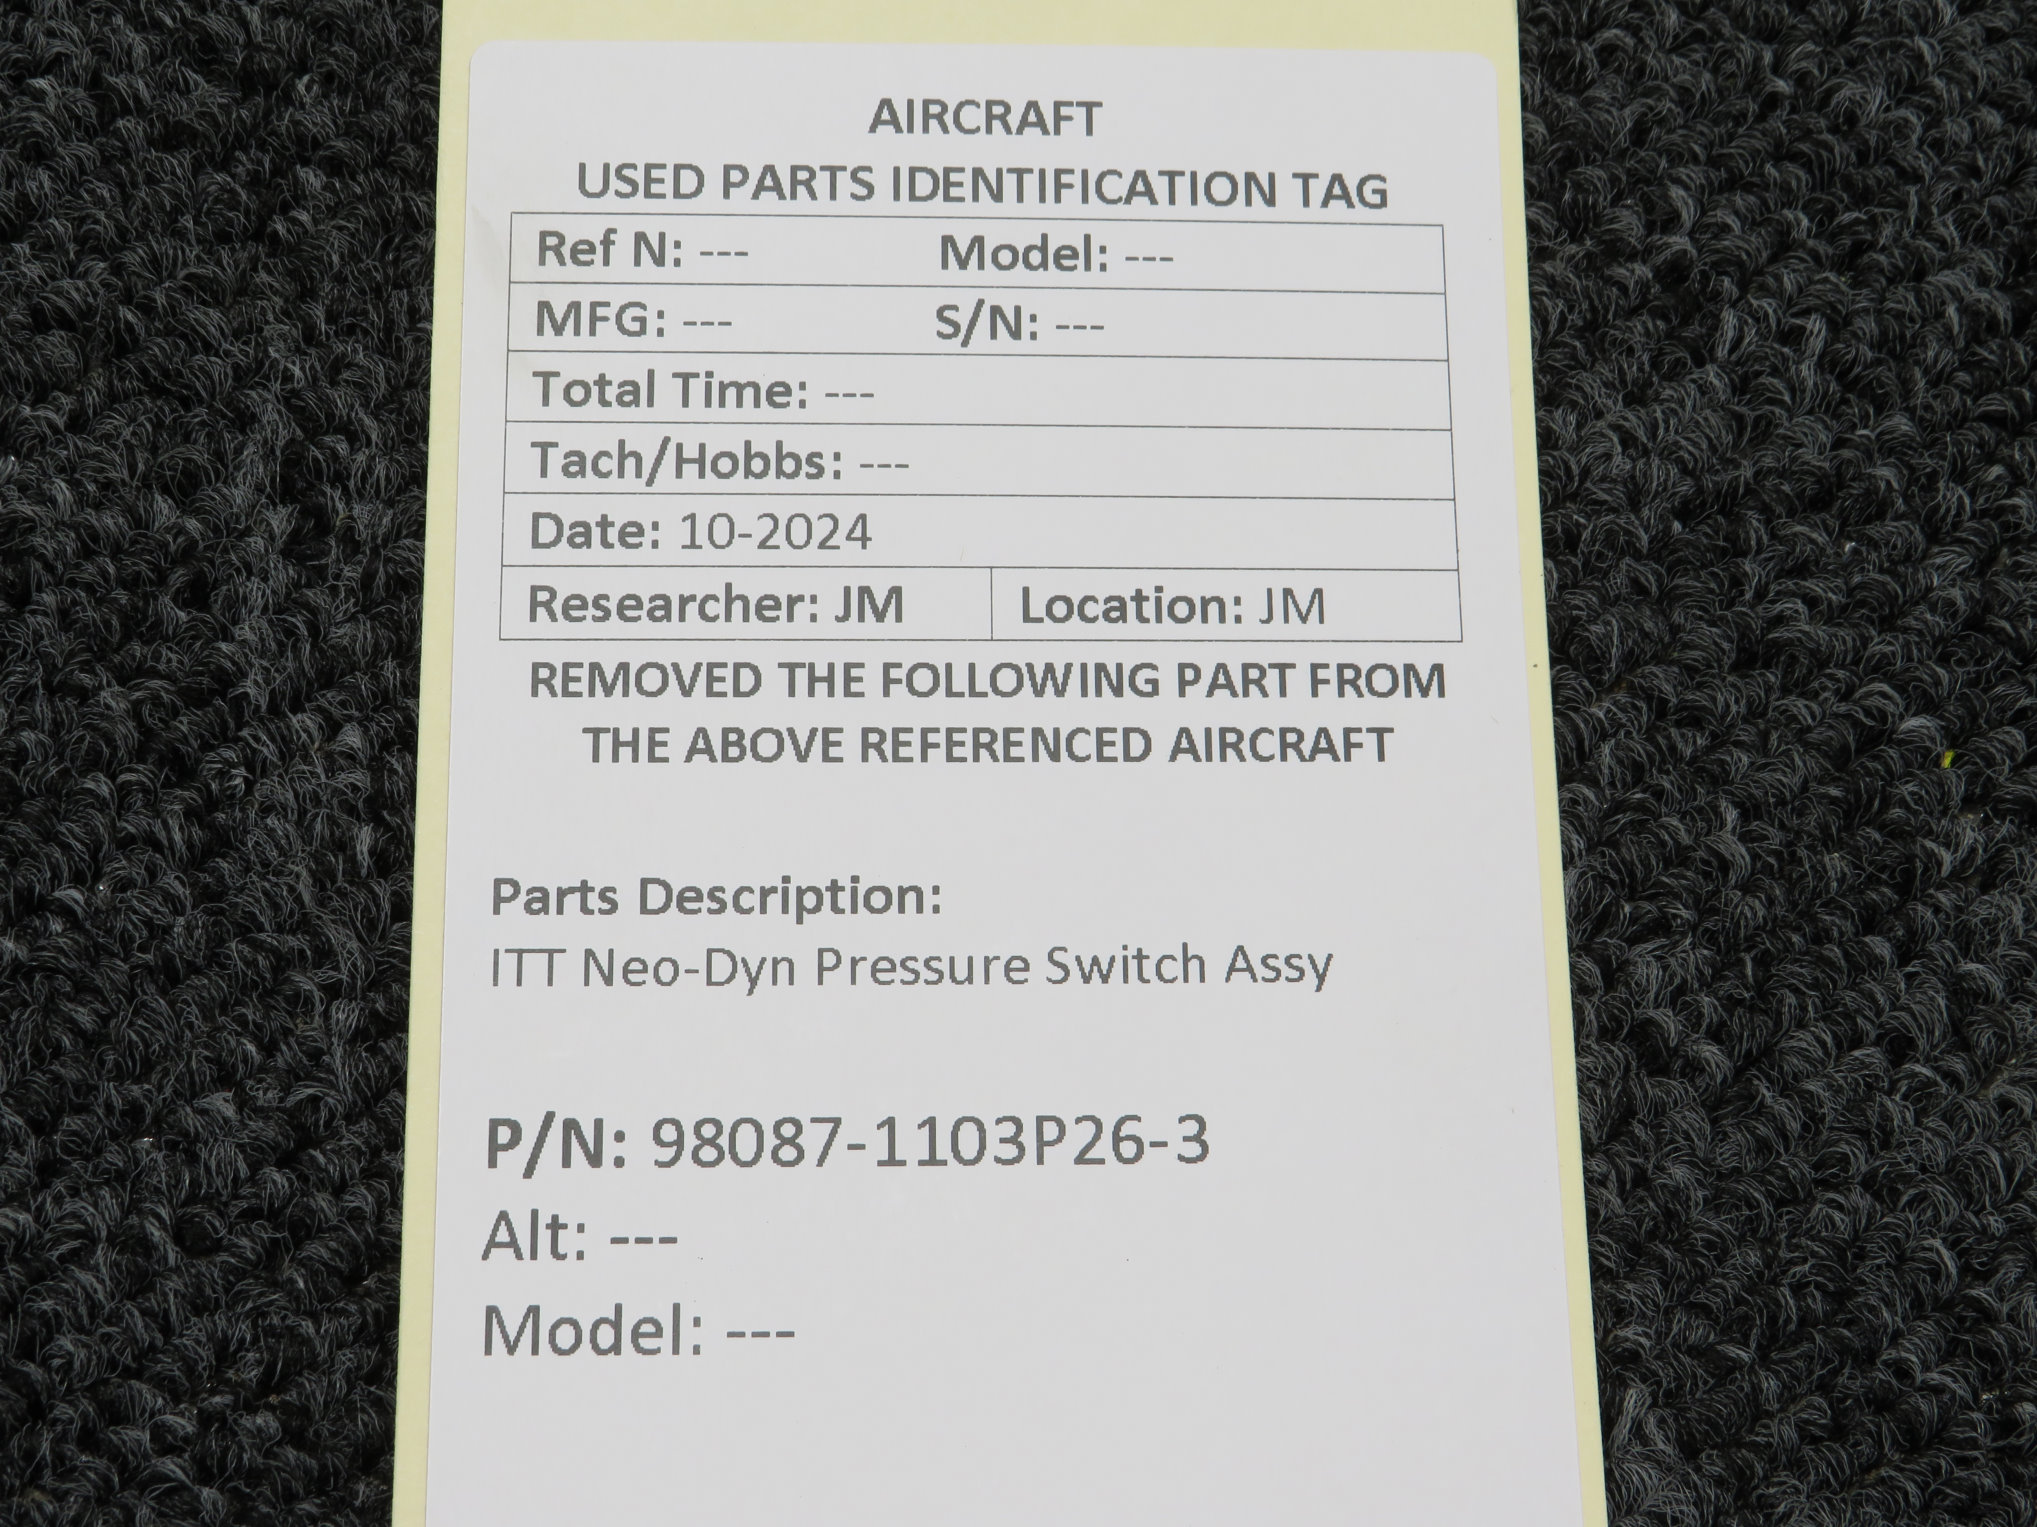 AIRCRAFT
USED PARTS IDENTIFICATION TAG
Ref N: --- Model: ---
MFG: --- S/N: ---
Total Time: ---
Tach/Hobbs: ---
Date: 10-2024
Researcher: JM Location: JM
REMOVED THE FOLLOWING PART FROM
THE ABOVE REFERENCED AIRCRAFT
Parts Description:
ITT Neo-Dyn Pressure Switch Assy
P/N: 98087-1103P26-3
Alt: ---
Model: ---